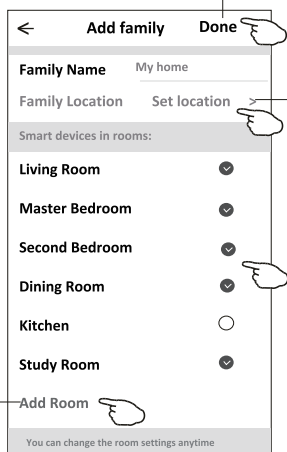 Add family Done
Family Name My home
Family Location Set location >
Smart devices in rooms:
Living Room
Master Bedroom
Second Bedroom
Dining Room
Kitchen
Study Room
Add Room
You can change the room settings anytime